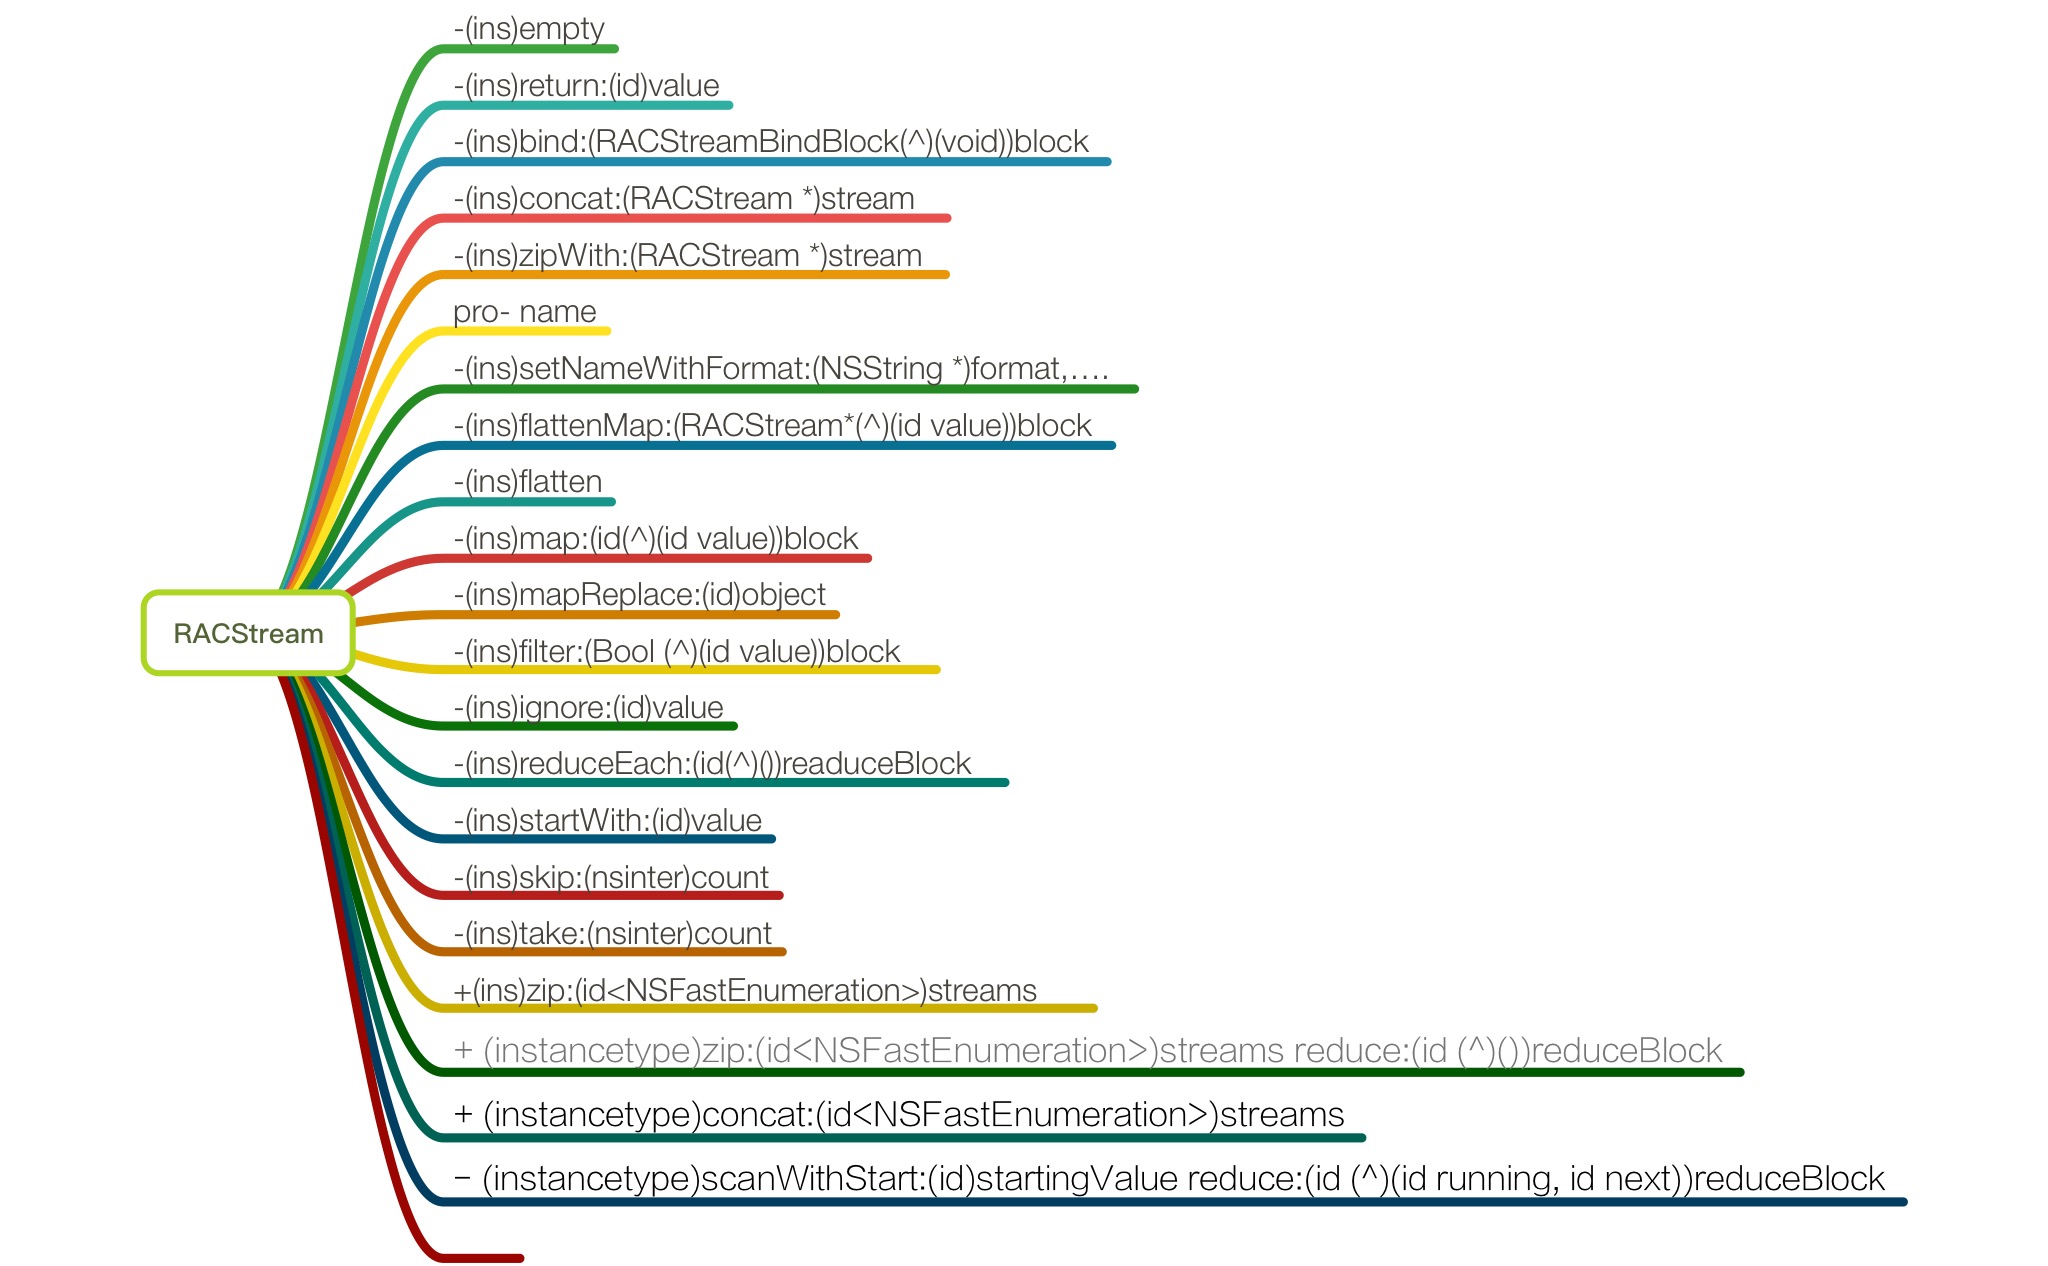 -(ins)empty
-(ins)return:(id)value
-(ins)bind:(RACStreamBindBlock(^)(void))block
-(ins)concat:(RACStream *)stream
-(ins)zipWith:(RACStream *)stream
pro- name
-(ins)setNameWithFormat:(NSString *)format,....
-(ins)flattenMap:(RACStream*(^)(id value))block
-(ins)flatten
-(ins)map:(id(^)(id value))block
-(ins)mapReplace:(id)object
RACStream
-(ins)filter:(Bool (^)(id value))block
-(ins)ignore:(id)value
-(ins)reduceEach:(id(^)())readuceBlock
-(ins)startWith:(id)value
-(ins)skip:(nsinter)count
-(ins)take:(nsinter)count
+(ins)zip:(id<NSFastEnumeration>)streams
+ (instancetype)zip:(id<NSFastEnumeration>)streams reduce:(id (^)())reduceBlock
+ (instancetype)concat:(id<NSFastEnumeration>)streams
− (instancetype)scanWithStart:(id)startingValue reduce:(id (^)(id running, id next))reduceBlock